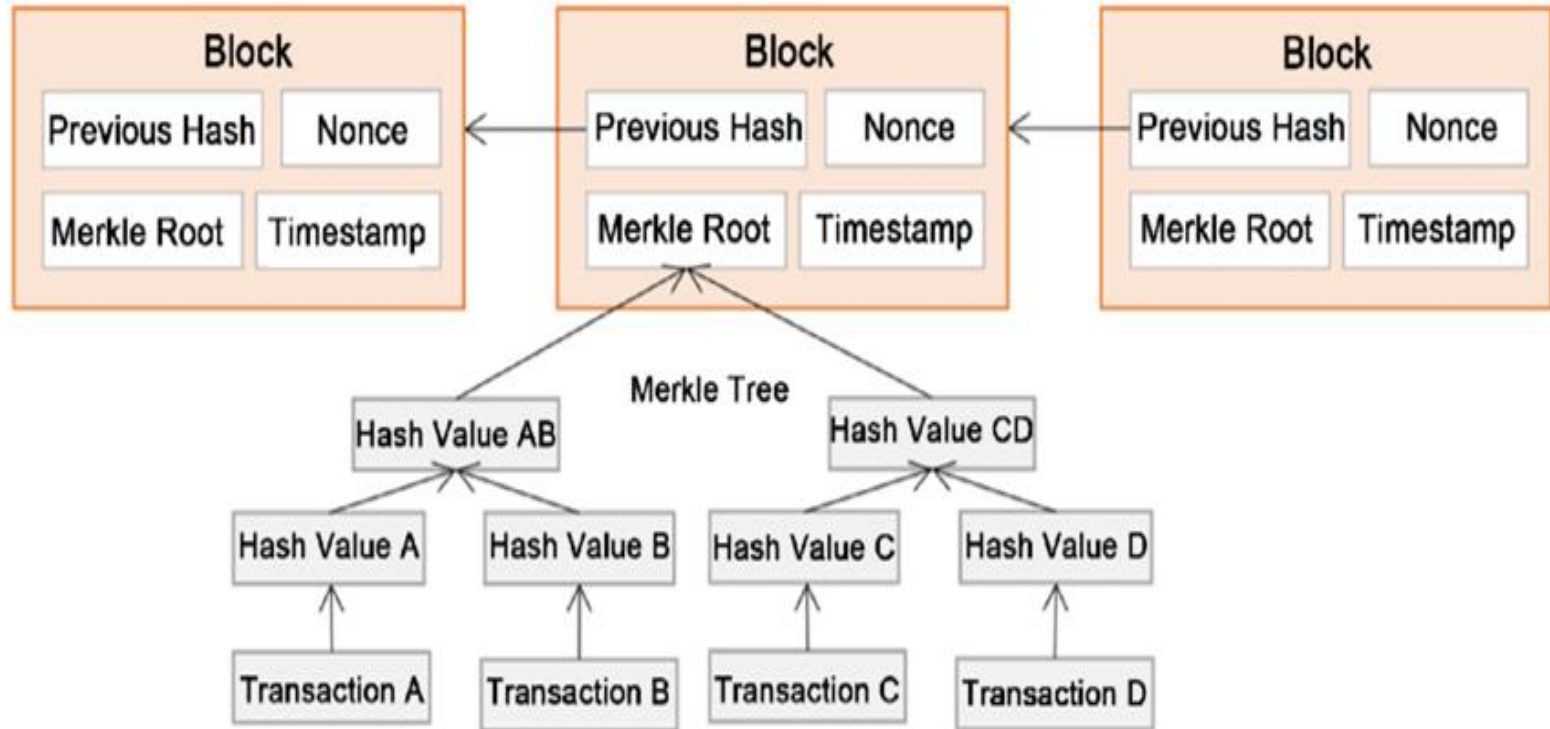 Block
Block
Block
Previous Hash
Nonce
Previous Hash
Nonce
Previous Hash
Nonce
Merkle Root
Timestamp
Merkle Root
Timestamp
Merkle Root
Timestamp
Merkle Tree
Hash Value AB
Hash Value CD
Hash Value A
Hash Value B
Hash Value C
Hash Value D
Transaction A
Transaction B
Transaction C
Transaction D